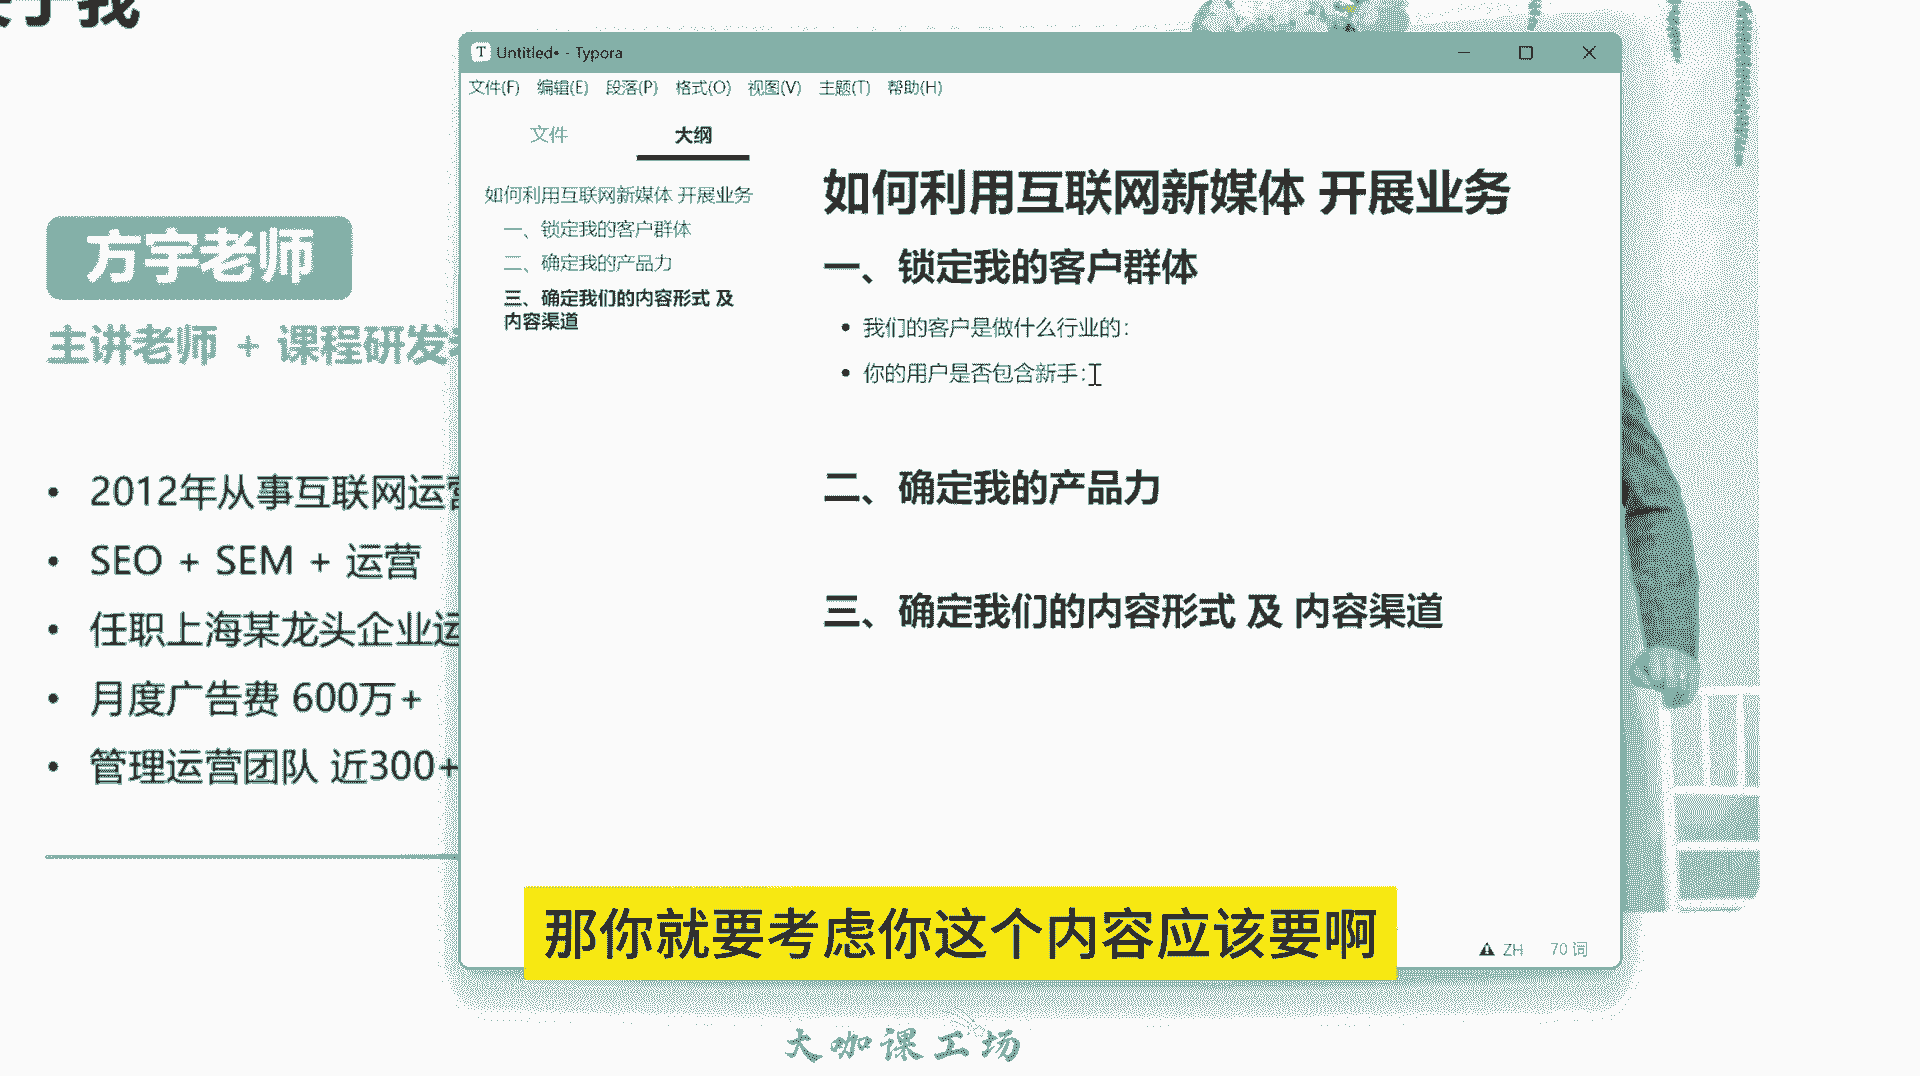 于我
方宇老师
主讲老师 + 课程研发
2012年从事互联网运营
SEO + SEM + 运营
任职上海某龙头企业运
月度广告费 600万+
管理运营团队 近300+
T Untitled• - Typora
文件(F) 编辑(E) 段落(P) 格式(O) 视图(V) 主题(T) 帮助(H)
文件 大纲
如何利用互联网新媒体 开展业务
一、锁定我的客户群体
二、确定我的产品力
三、确定我们的内容形式 及
内容渠道
如何利用互联网新媒体 开展业务
一、锁定我的客户群体
• 我们的客户是做什么行业的：
• 你的用户是否包含新手：
二、确定我的产品力
三、确定我们的内容形式 及 内容渠道
ZH 70 词
那你就要考虑你这个内容应该要啊
大咖课工场